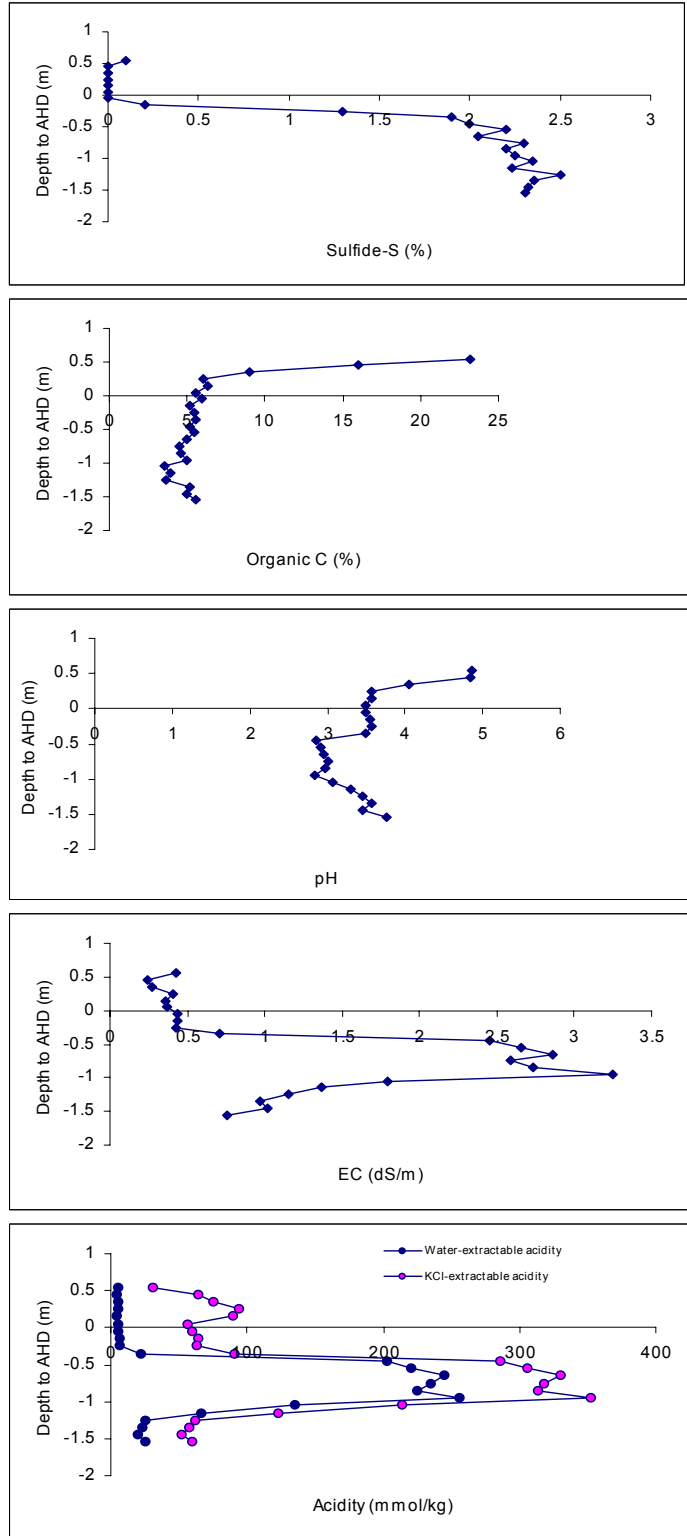 1
0.5
0
-0.5
-1
-1.5
-2
Depth to AHD (m)
0 0.5 1 1.5 2 2.5 3
Sulfide-S (%)
1
0.5
0
-0.5
-1
-1.5
-2
Depth to AHD (m)
0 5 10 15 20 25
Organic C (%)
1
0.5
0
-0.5
-1
-1.5
-2
Depth to AHD (m)
0 1 2 3 4 5 6
pH
1
0.5
0
-0.5
-1
-1.5
-2
Depth to AHD (m)
0 0.5 1 1.5 2 2.5 3 3.5
EC (dS/m)
Water-extractable acidity
KCl-extractable acidity
1
0.5
0
-0.5
-1
-1.5
-2
Depth to AHD (m)
0 100 200 300 400
Acidity (mmol/kg)